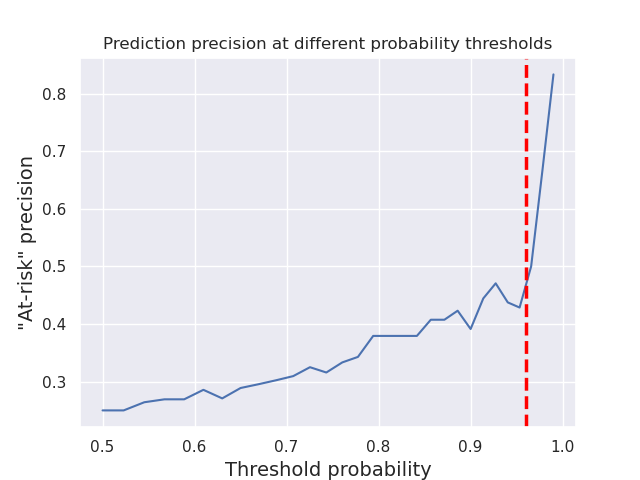 Prediction precision at different probability thresholds
0.8
0.7
0.6
0.5
0.4
0.3
"At-risk" precision
0.5 0.6 0.7 0.8 0.9 1.0
Threshold probability